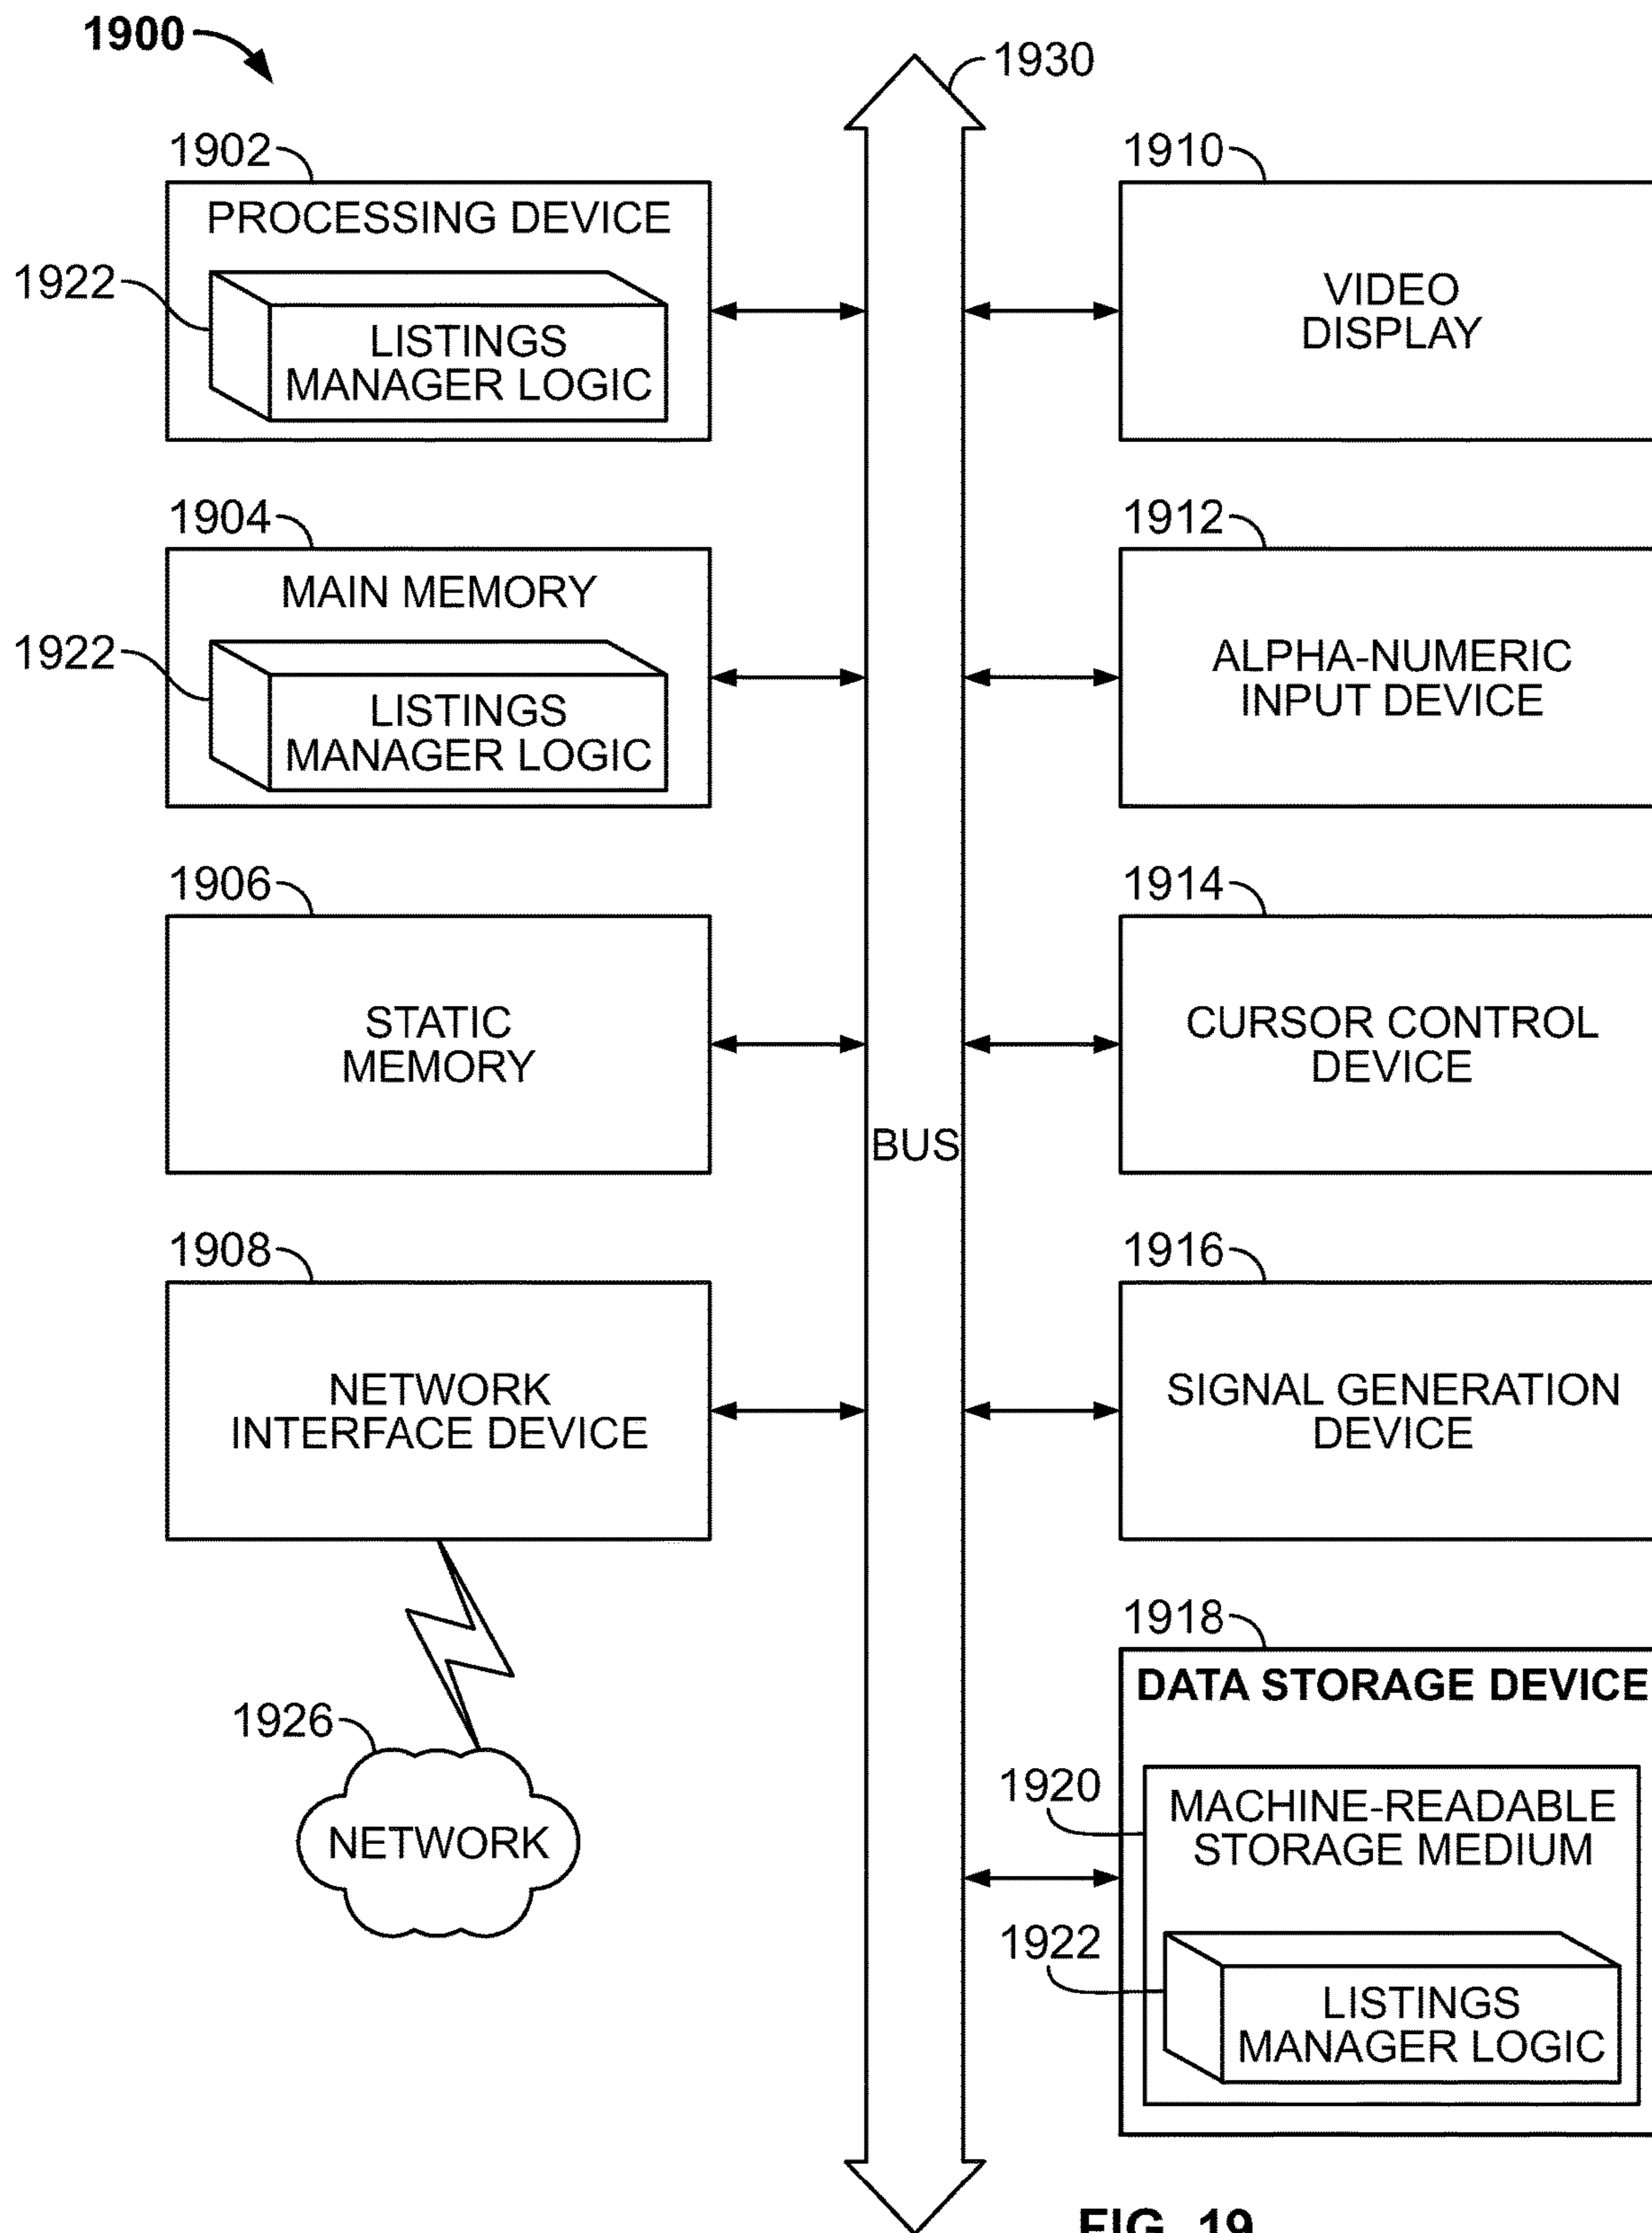 1900
1930
1902
PROCESSING DEVICE
1922
LISTINGS
MANAGER LOGIC
1910
VIDEO
DISPLAY
1904
MAIN MEMORY
1922
LISTINGS
MANAGER LOGIC
1912
ALPHA-NUMERIC
INPUT DEVICE
1906
STATIC
MEMORY
1914
CURSOR CONTROL
DEVICE
BUS
1908
NETWORK
INTERFACE DEVICE
1916
SIGNAL GENERATION
DEVICE
1926
NETWORK
1918
DATA STORAGE DEVICE
1920
MACHINE-READABLE
STORAGE MEDIUM
1922
LISTINGS
MANAGER LOGIC
FIG. 19